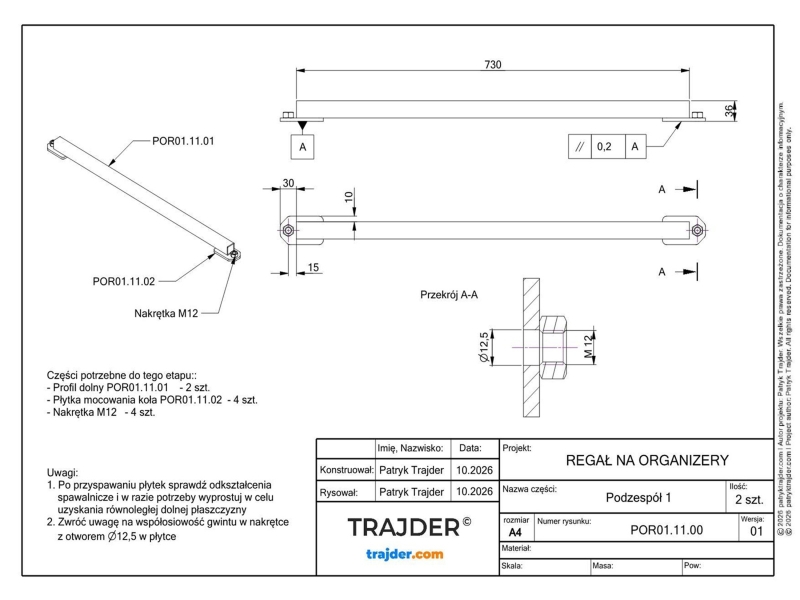 730
36
A
// 0,2 A
POR01.11.01
30
10
A
15
A
POR01.11.02
Nakrętka M12
Przekrój A-A
Ø12,5
M 12
Części potrzebne do tego etapu::
- Profil dolny POR01.11.01 - 2 szt.
- Płytka mocowania koła POR01.11.02 - 4 szt.
- Nakrętka M12 - 4 szt.
Uwagi:
1. Po przyspawaniu płytek sprawdź odkształcenia
spawalnicze i w razie potrzeby wyprostuj w celu
uzyskania równoległej dolnej płaszczyzny
2. Zwróć uwagę na współosiowość gwintu w nakrętce
z otworem Ø12,5 w płytce
Imię, Nazwisko: Data:
Konstruował: Patryk Trajder 10.2026
Rysował: Patryk Trajder 10.2026
TRAJDER©
trajder.com
Projekt:
REGAŁ NA ORGANIZERY
Nazwa części:
Podzespół 1
Ilość:
2 szt.
rozmiar
A4
Numer rysunku:
POR01.11.00
Wersja:
01
Materiał:
Skala: Masa: Pow:
© 2026 patryktrajder.com | Autor projektu: Patryk Trajder. Wszelkie prawa zastrzeżone. Dokumentacja o charakterze informacyjnym.
© 2026 patryktrajder.com | Project author: Patryk Trajder. All rights reserved. Documentation for informational purposes only.